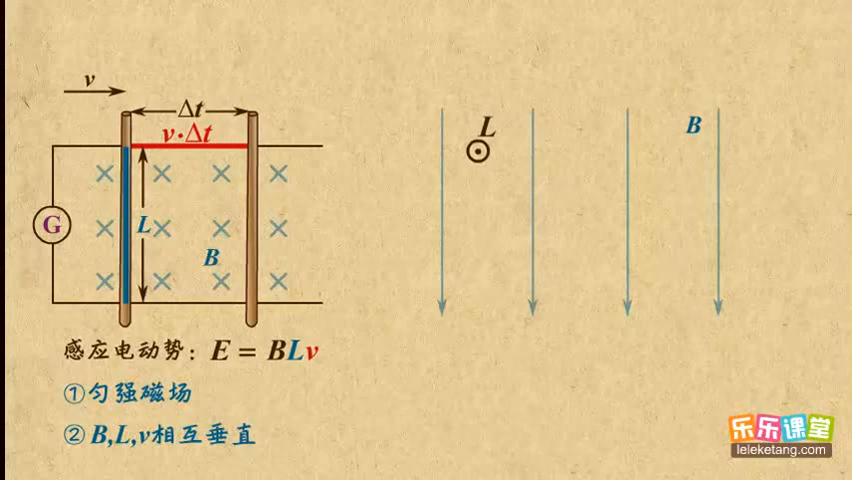 v
Δt
v·Δt
L
B
G
感应电动势：E = BLv
①匀强磁场
②B,L,v相互垂直
L
B
乐乐课堂
leleketang.com